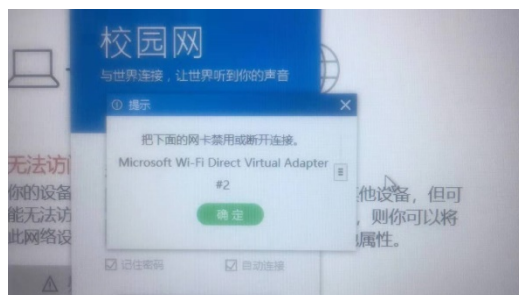 校园网
与世界连接，让世界听到你的声音
提示
把下面的网卡禁用或断开连接。
Microsoft Wi-Fi Direct Virtual Adapter
#2
确定
无法访
你的设备
他设备，但可
能无法访
，则你可以将
此网络设
属性。
记住密码
自动连接